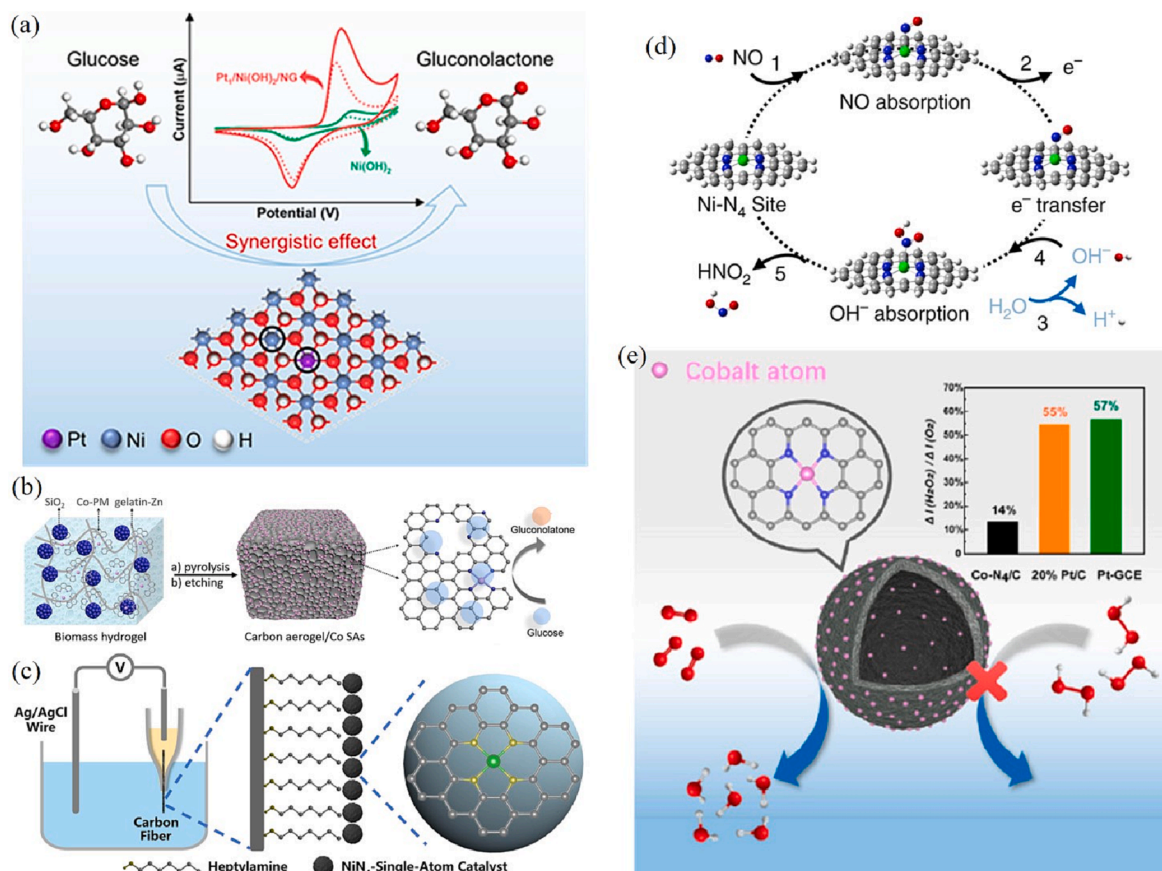 (a)
Glucose
Gluconolactone
Current (μA)
Pt₁/Ni(OH)₂/NG
Ni(OH)₂
Potential (V)
Synergistic effect
Pt Ni O H
(b)
SiO₂ Co-PM gelatin-Zn
a) pyrolysis
b) etching
Biomass hydrogel
Carbon aerogel/Co SAs
Gluconolatone
Glucose
(c)
V
Ag/AgCl
Wire
Carbon
Fiber
Heptylamine
NiN₄-Single-Atom Catalyst
(d)
NO 1
NO absorption
2 e⁻
Ni-N₄ Site
e⁻ transfer
HNO₂ 5
OH⁻ absorption
4 OH⁻
H₂O
3
H⁺
(e)
Cobalt atom
Δ I (H₂O₂) / Δ I (O₂)
70%
60%
50%
40%
30%
20%
10%
0%
14%
55%
57%
Co-N₄/C 20% Pt/C Pt-GCE